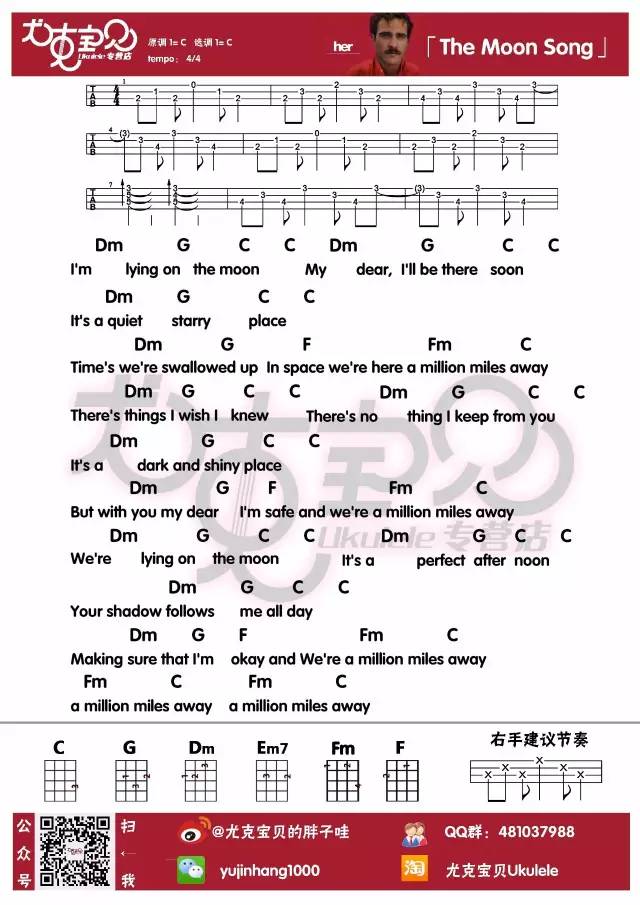 尤克宝贝
Ukulele 专营店
原调 1=C 选调 1=C
tempo: 4/4
her
「The Moon Song」
Dm G C C Dm G C C
I'm lying on the moon My dear, I'll be there soon
Dm G C C
It's a quiet starry place
Dm G F Fm C
Time's we're swallowed up In space we're here a million miles away
Dm G C C Dm G C C
There's things I wish I knew There's no thing I keep from you
Dm G C C
It's a dark and shiny place
Dm G F Fm C
But with you my dear I'm safe and we're a million miles away
Dm G C C Dm G C C
We're lying on the moon It's a perfect after noon
Dm G C C
Your shadow follows me all day
Dm G F Fm C
Making sure that I'm okay and We're a million miles away
Fm C Fm C
a million miles away a million miles away
C G Dm Em7 Fm F 右手建议节奏
公众号
扫一我
@尤克宝贝的胖子哇
QQ群：481037988
yujinhang1000
淘 尤克宝贝Ukulele